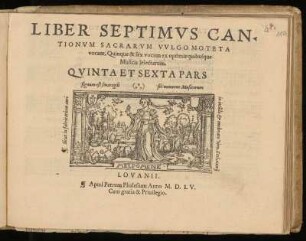 LIBER SEPTIMVS CAN-
TIONVM SACRARVM VVLGO MOTETA
vocant, Quinque & Sex vocum ex optimis quibusque
Musicis selectarum.
QVINTA ET SEXTA PARS
MELPOMENE
LOVANII.
¶ Apud Petrum Phalesium Anno M. D. LV.
Cum gratia & Privilegio.